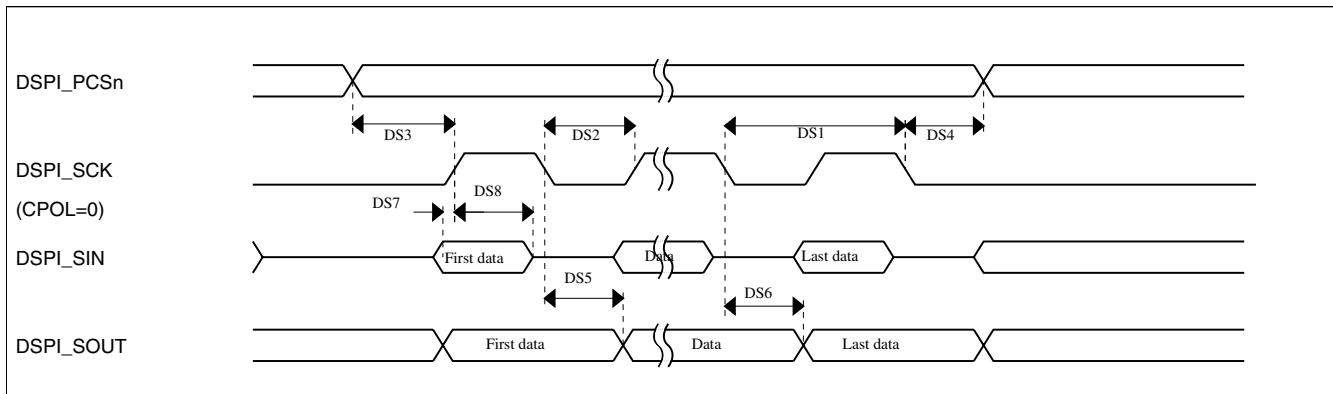 DSPI_PCSn
DS3
DS2
DS1
DS4
DSPI_SCK
(CPOL=0)
DS7
DS8
DSPI_SIN
First data
Data
Last data
DS5
DS6
DSPI_SOUT
First data
Data
Last data